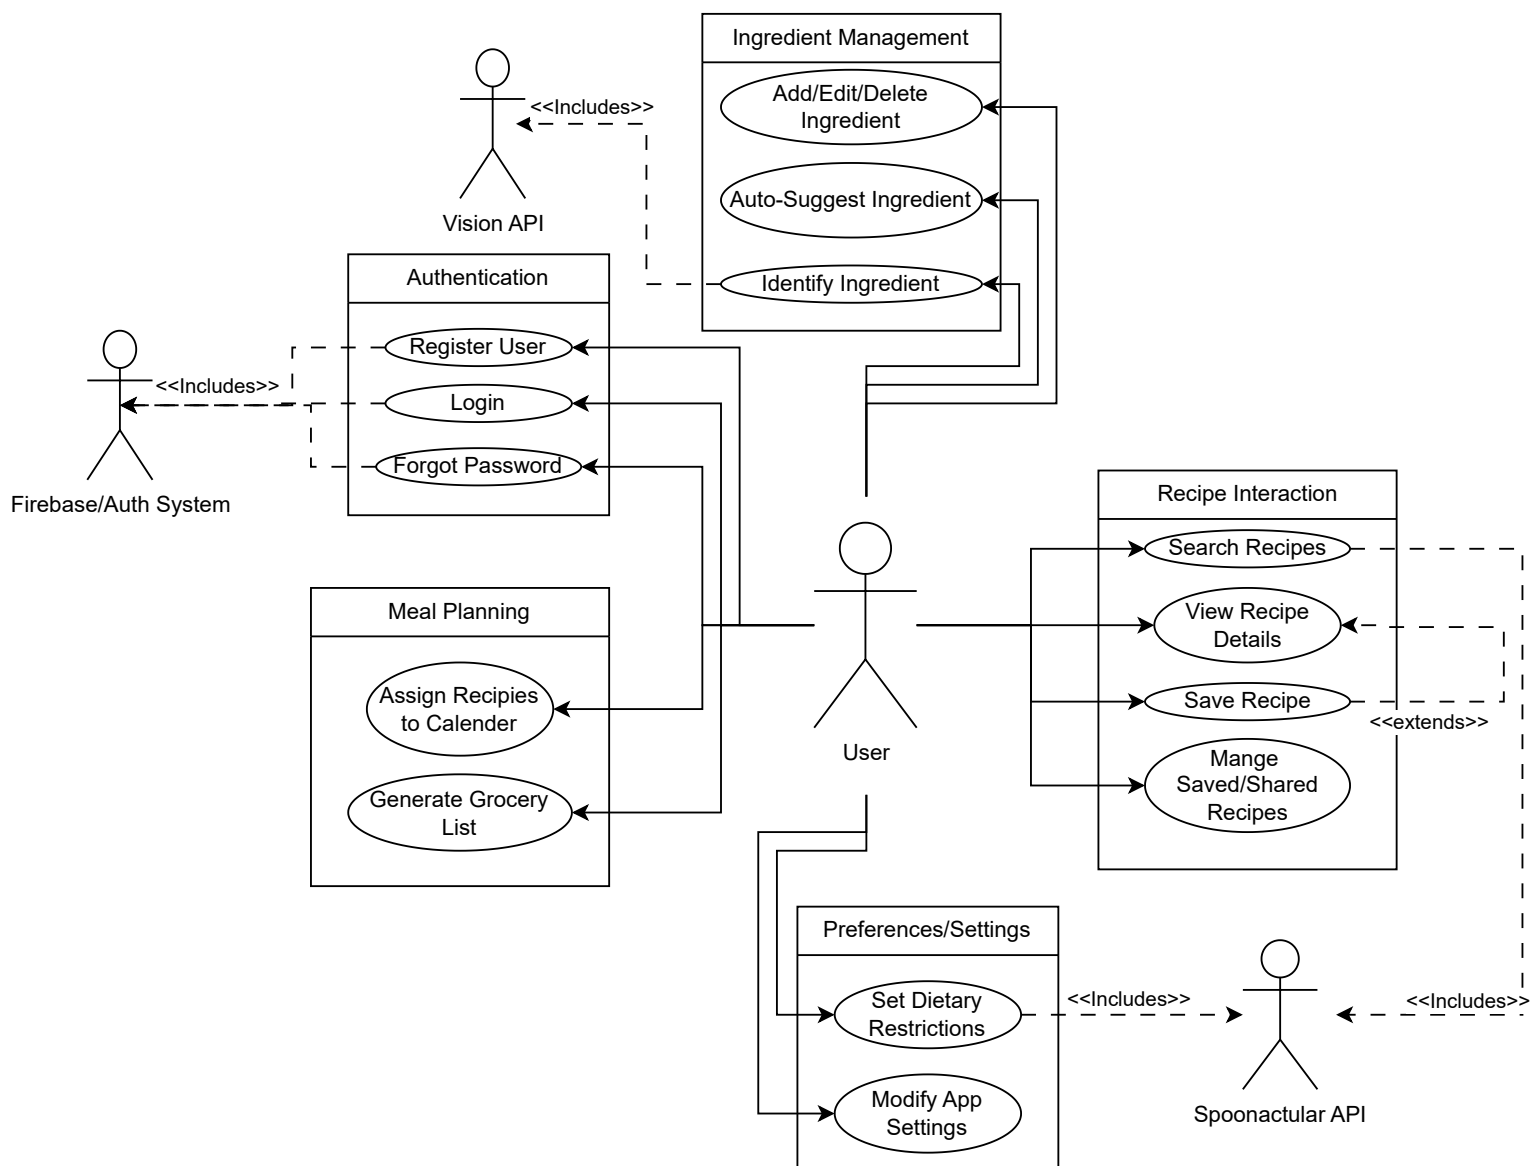 Ingredient Management
Add/Edit/Delete
Ingredient
<<Includes>>
Auto-Suggest Ingredient
Vision API
Identify Ingredient
Authentication
Register User
<<Includes>>
Login
Forgot Password
Firebase/Auth System
Recipe Interaction
Search Recipes
View Recipe
Details
Save Recipe
<<extends>>
Mange
Saved/Shared
Recipes
Meal Planning
Assign Recipies
to Calender
Generate Grocery
List
User
Preferences/Settings
Set Dietary
Restrictions
<<Includes>>
<<Includes>>
Modify App
Settings
Spoonactular API